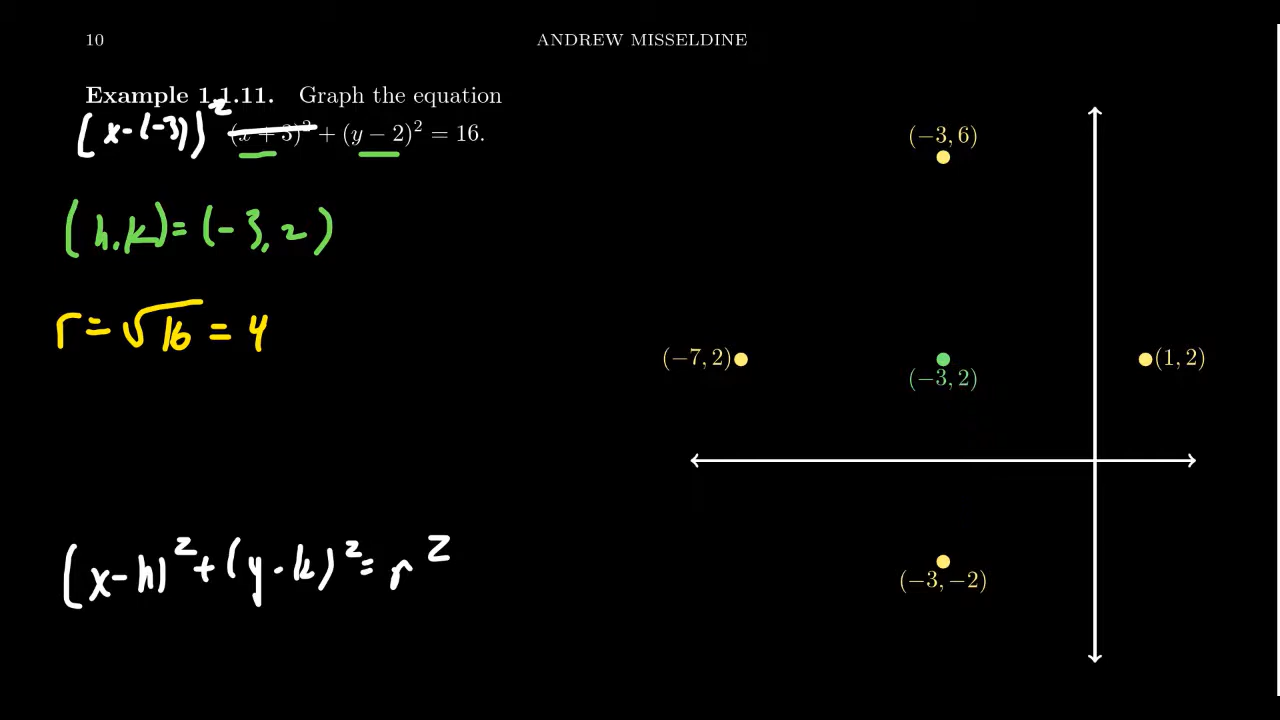 10 ANDREW MISSELDINE
Example 1.1.11. Graph the equation
(x-(-3))² (x + 3)² + (y − 2)² = 16.
(h,k)=(-3,2)
r=√16=4
(x-h)²+(y-k)²=r²
(−3, 6)
(−7, 2)
(−3, 2)
(1, 2)
(−3, −2)